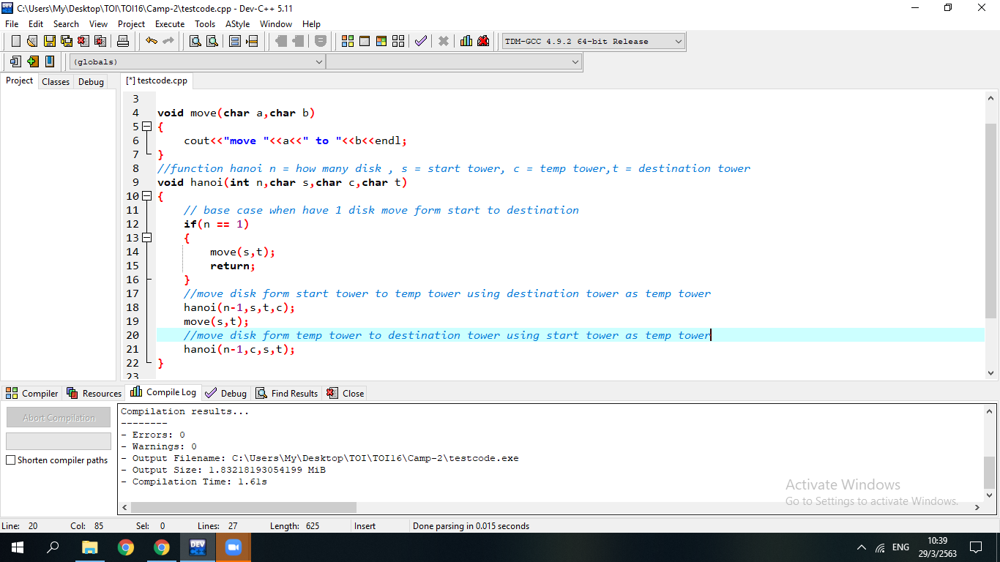 C:\Users\My\Desktop\TOI\TOI16\Camp-2\testcode.cpp - Dev-C++ 5.11
File Edit Search View Project Execute Tools AStyle Window Help
TDM-GCC 4.9.2 64-bit Release
(globals)
Project Classes Debug
[*] testcode.cpp
3
4 void move(char a,char b)
5 {
6 cout<<"move "<<a<<" to "<<b<<endl;
7 }
8 //function hanoi n = how many disk , s = start tower, c = temp tower,t = destination tower
9 void hanoi(int n,char s,char c,char t)
10 {
11 // base case when have 1 disk move form start to destination
12 if(n == 1)
13 {
14 move(s,t);
15 return;
16 }
17 //move disk form start tower to temp tower using destination tower as temp tower
18 hanoi(n-1,s,t,c);
19 move(s,t);
20 //move disk form temp tower to destination tower using start tower as temp tower
21 hanoi(n-1,c,s,t);
22 }
23
Compiler Resources Compile Log Debug Find Results Close
Abort Compilation
Shorten compiler paths
Compilation results...
--------
- Errors: 0
- Warnings: 0
- Output Filename: C:\Users\My\Desktop\TOI\TOI16\Camp-2\testcode.exe
- Output Size: 1.83218193054199 MiB
- Compilation Time: 1.61s
Activate Windows
Go to Settings to activate Windows.
Line: 20 Col: 85 Sel: 0 Lines: 27 Length: 625 Insert Done parsing in 0.015 seconds
DEV
ENG
10:39
29/3/2563